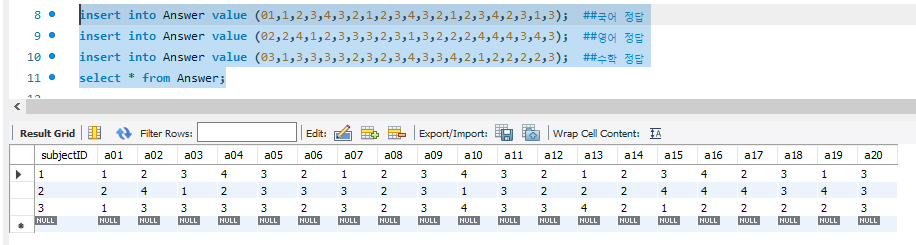 8 insert into Answer value (01,1,2,3,4,3,2,1,2,3,4,3,2,1,2,3,4,2,3,1,3); ##국어 정답
9 insert into Answer value (02,2,4,1,2,3,3,3,2,3,1,3,2,2,2,4,4,4,3,4,3); ##영어 정답
10 insert into Answer value (03,1,3,3,3,3,2,3,2,3,4,3,3,4,2,1,2,2,2,2,3); ##수학 정답
11 select * from Answer;
Result Grid Filter Rows: Edit: Export/Import: Wrap Cell Content:
subjectID a01 a02 a03 a04 a05 a06 a07 a08 a09 a10 a11 a12 a13 a14 a15 a16 a17 a18 a19 a20
1 1 2 3 4 3 2 1 2 3 4 3 2 1 2 3 4 2 3 1 3
2 2 4 1 2 3 3 3 2 3 1 3 2 2 2 4 4 4 3 4 3
3 1 3 3 3 3 2 3 2 3 4 3 3 4 2 1 2 2 2 2 3
NULL NULL NULL NULL NULL NULL NULL NULL NULL NULL NULL NULL NULL NULL NULL NULL NULL NULL NULL NULL NULL